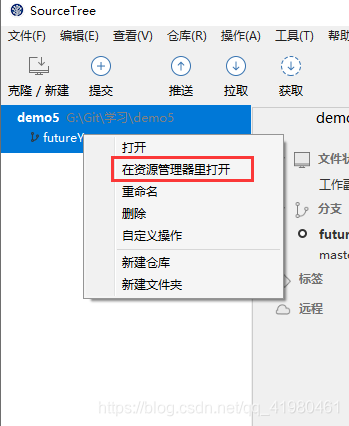 SourceTree
文件(F) 编辑(E) 查看(V) 仓库(R) 操作(A) 工具(T) 帮助
克隆 / 新建 提交 推送 拉取 获取
demo5 G:\Git\学习\demo5
futureY
打开
在资源管理器里打开
重命名
删除
自定义操作
新建仓库
新建文件夹
demo
文件状
工作副
分支
futur
maste
标签
远程
https://blog.csdn.net/qq_41980461